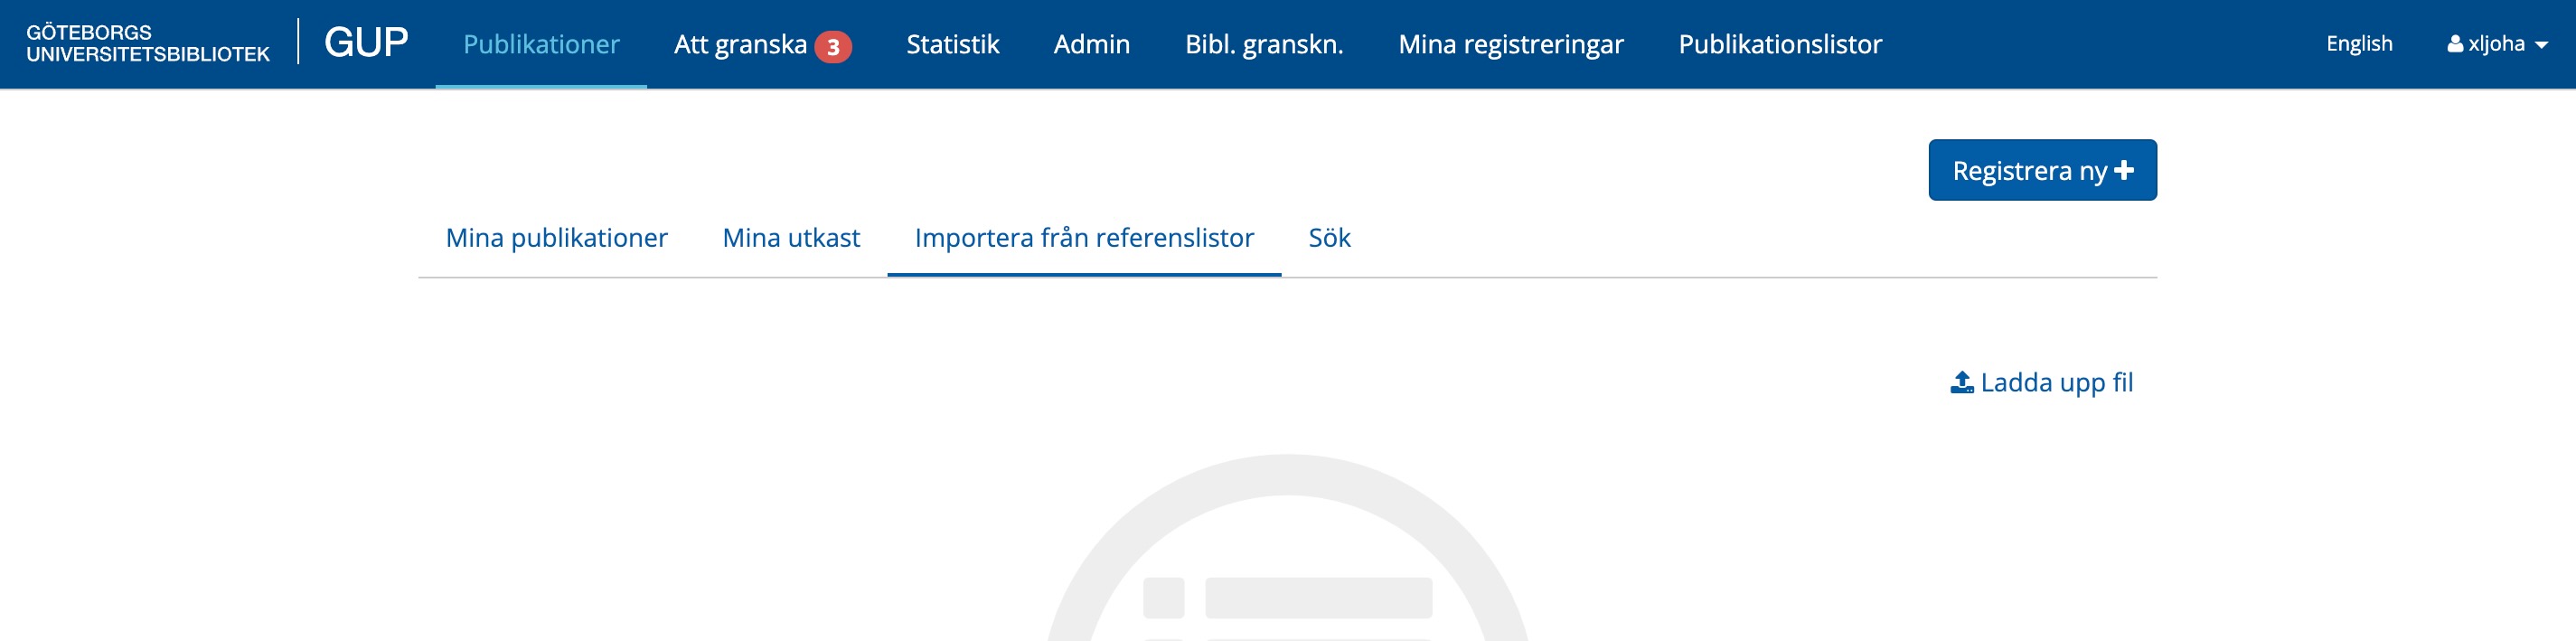 GÖTEBORGS
UNIVERSITETSBIBLIOTEK
GUP
Publikationer
Att granska 3
Statistik
Admin
Bibl. granskn.
Mina registreringar
Publikationslistor
English
xljoha
Registrera ny
Mina publikationer
Mina utkast
Importera från referenslistor
Sök
Ladda upp fil